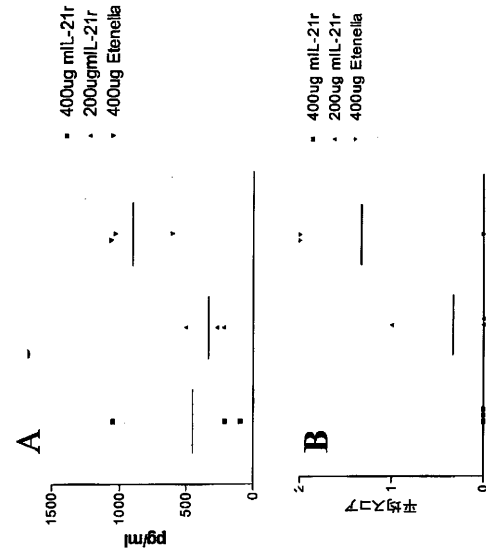 A
400ug mIL-21r
200ugmIL-21r
400ug Etenella
1500
1000
500
0
pg/ml
B
400ug mIL-21r
200ug mIL-21r
400ug Etenella
2
1
0
平均スコア